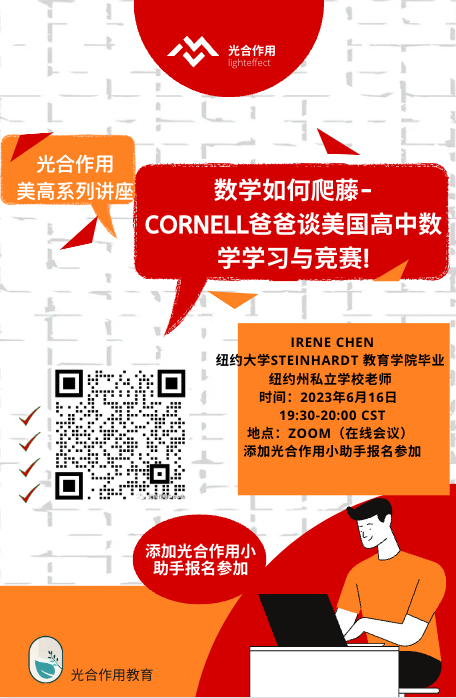 光合作用
lighteffect
光合作用
美高系列讲座
数学如何爬藤-
CORNELL爸爸谈美国高中数
学学习与竞赛!
IRENE CHEN
纽约大学STEINHARDT 教育学院毕业
纽约州私立学校老师
时间：2023年6月16日
19:30-20:00 CST
地点：ZOOM（在线会议）
添加光合作用小助手报名参加
添加光合作用小
助手报名参加
光合作用教育